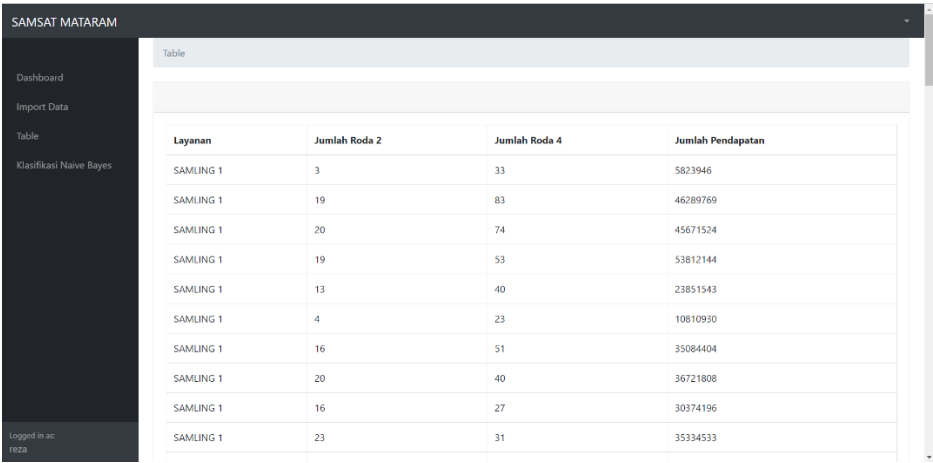 SAMSAT MATARAM
Dashboard
Import Data
Table
Klasifikasi Naive Bayes
Logged in as:
reza
Table
Layanan Jumlah Roda 2 Jumlah Roda 4 Jumlah Pendapatan
SAMLING 1 3 33 5823946
SAMLING 1 19 83 46289769
SAMLING 1 20 74 45671524
SAMLING 1 19 53 53812144
SAMLING 1 13 40 23851543
SAMLING 1 4 23 10810930
SAMLING 1 16 51 35084404
SAMLING 1 20 40 36721808
SAMLING 1 16 27 30374196
SAMLING 1 23 31 35334533